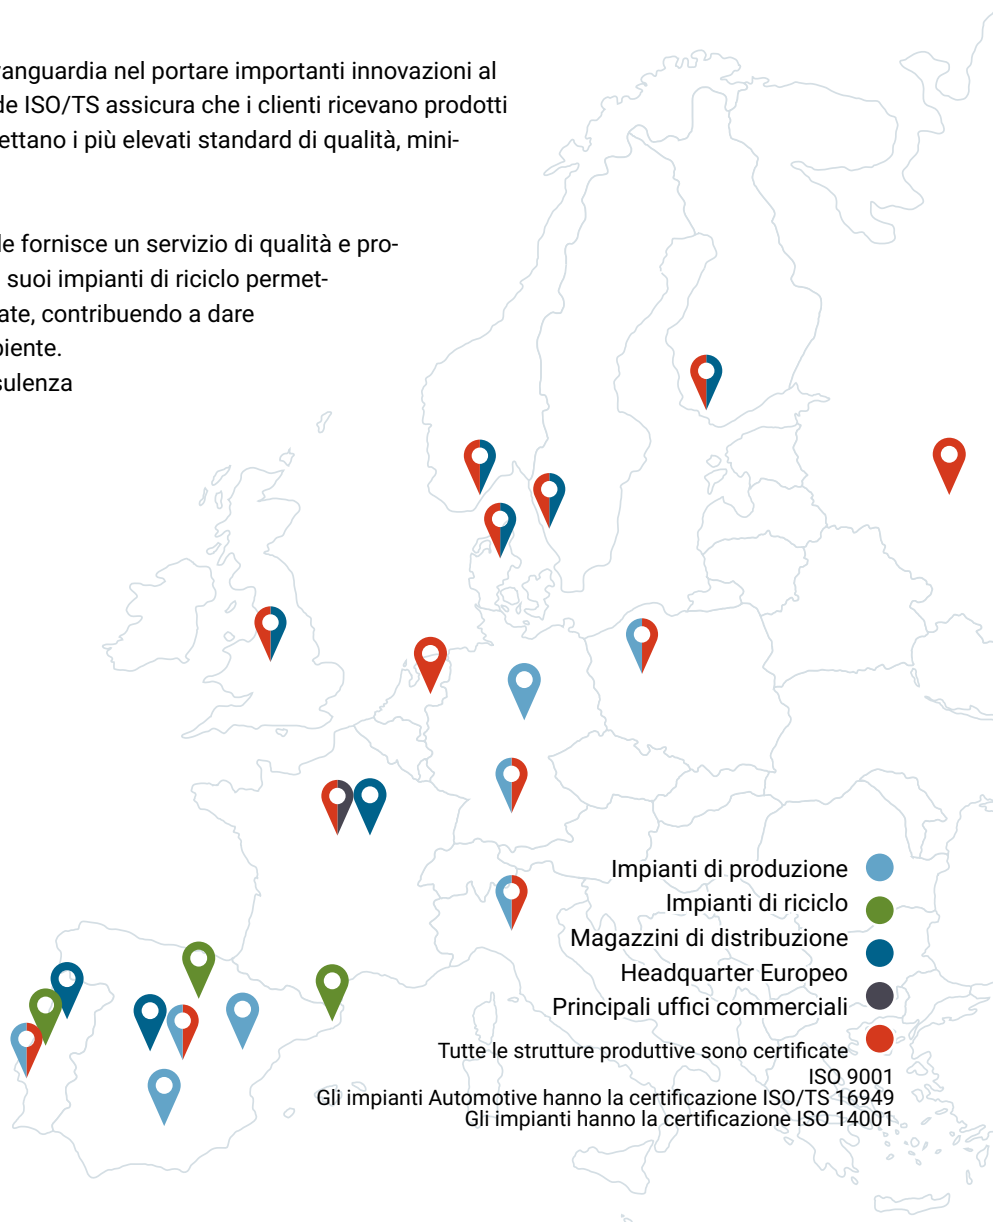 vanguardia nel portare importanti innovazioni al
de ISO/TS assicura che i clienti ricevano prodotti
ettano i più elevati standard di qualità, mini-
le fornisce un servizio di qualità e pro-
suoi impianti di riciclo permet-
ate, contribuendo a dare
piente.
sulenza
Impianti di produzione
Impianti di riciclo
Magazzini di distribuzione
Headquarter Europeo
Principali uffici commerciali
Tutte le strutture produttive sono certificate
ISO 9001
Gli impianti Automotive hanno la certificazione ISO/TS 16949
Gli impianti hanno la certificazione ISO 14001